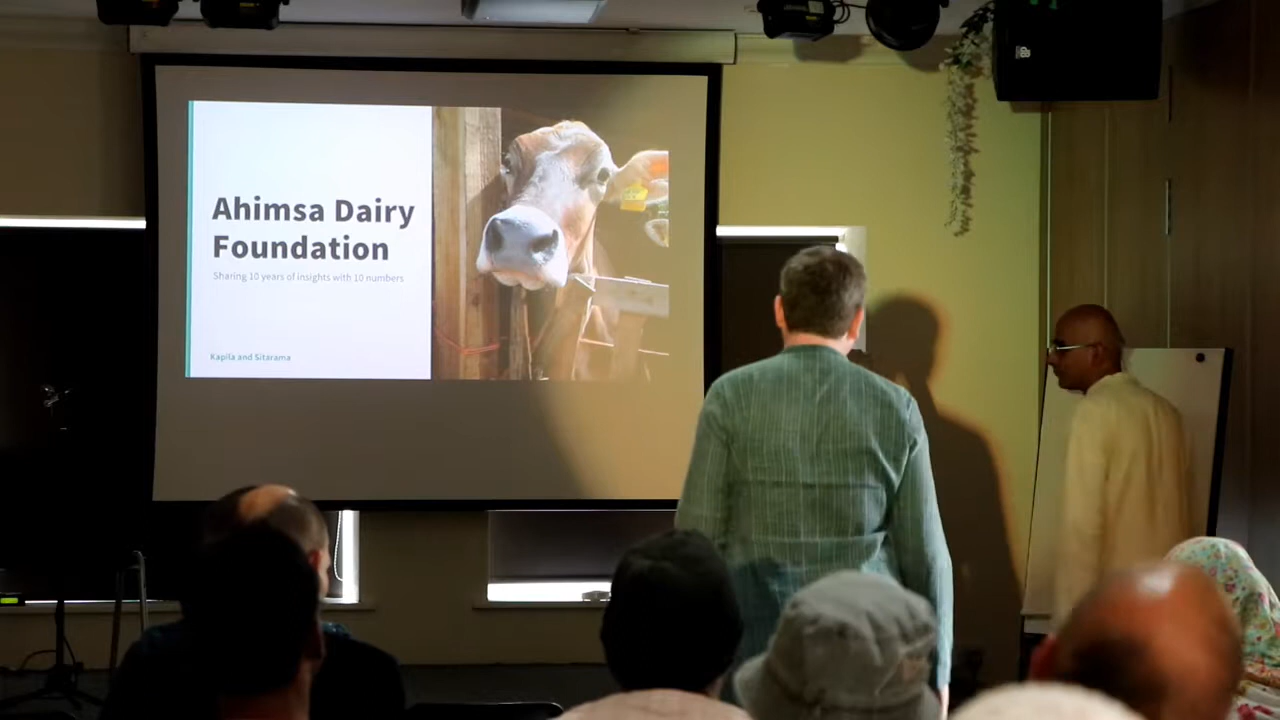 Ahimsa Dairy
Foundation
Sharing 10 years of insights with 10 numbers
Kapila and Sitarama